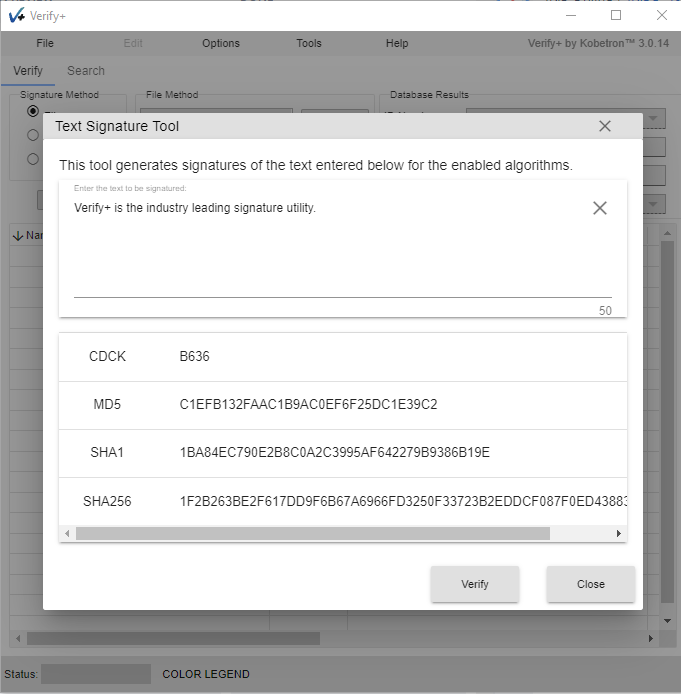 Verify+
File Edit Options Tools Help Verify+ by Kobetron™ 3.0.14
Verify Search
Signature Method File Method Database Results
Text Signature Tool
This tool generates signatures of the text entered below for the enabled algorithms.
Enter the text to be signatured:
Verify+ is the industry leading signature utility.
50
CDCK B636
MD5 C1EFB132FAAC1B9AC0EF6F25DC1E39C2
SHA1 1BA84EC790E2B8C0A2C3995AF642279B9386B19E
SHA256 1F2B263BE2F617DD9F6B67A6966FD3250F33723B2EDDCF087F0ED43883
Verify Close
Status: COLOR LEGEND